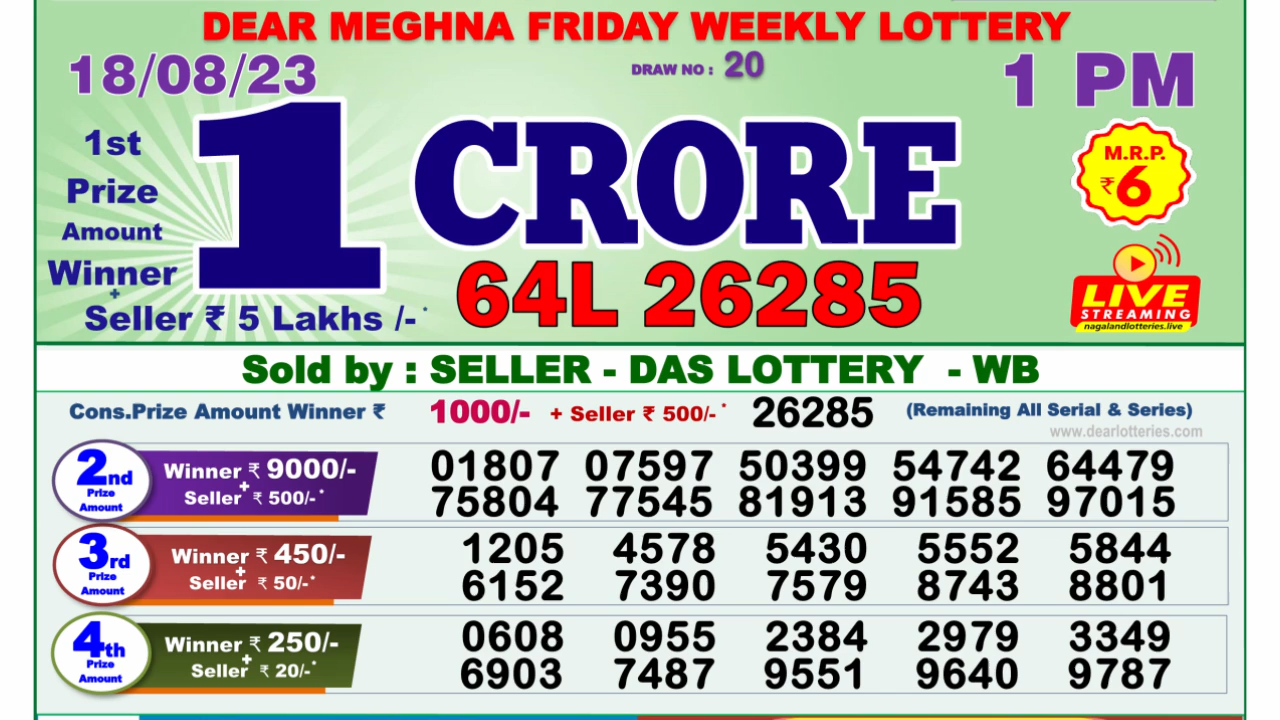 DEAR MEGHNA FRIDAY WEEKLY LOTTERY
18/08/23
DRAW NO : 20
1 PM
1st
Prize
Amount
Winner
+
Seller ₹ 5 Lakhs /- *
1 CRORE
64L 26285
M.R.P.
₹6
LIVE
STREAMING
nagalandlotteries.live
Sold by : SELLER - DAS LOTTERY - WB
Cons.Prize Amount Winner ₹ 1000/- + Seller ₹ 500/- * 26285 (Remaining All Serial & Series)
www.dearlotteries.com
2nd
Prize
Amount
Winner ₹ 9000/-
+
Seller ₹ 500/- *
01807 07597 50399 54742 64479
75804 77545 81913 91585 97015
3rd
Prize
Amount
Winner ₹ 450/-
+
Seller ₹ 50/- *
1205 4578 5430 5552 5844
6152 7390 7579 8743 8801
4th
Prize
Amount
Winner ₹ 250/-
+
Seller ₹ 20/- *
0608 0955 2384 2979 3349
6903 7487 9551 9640 9787